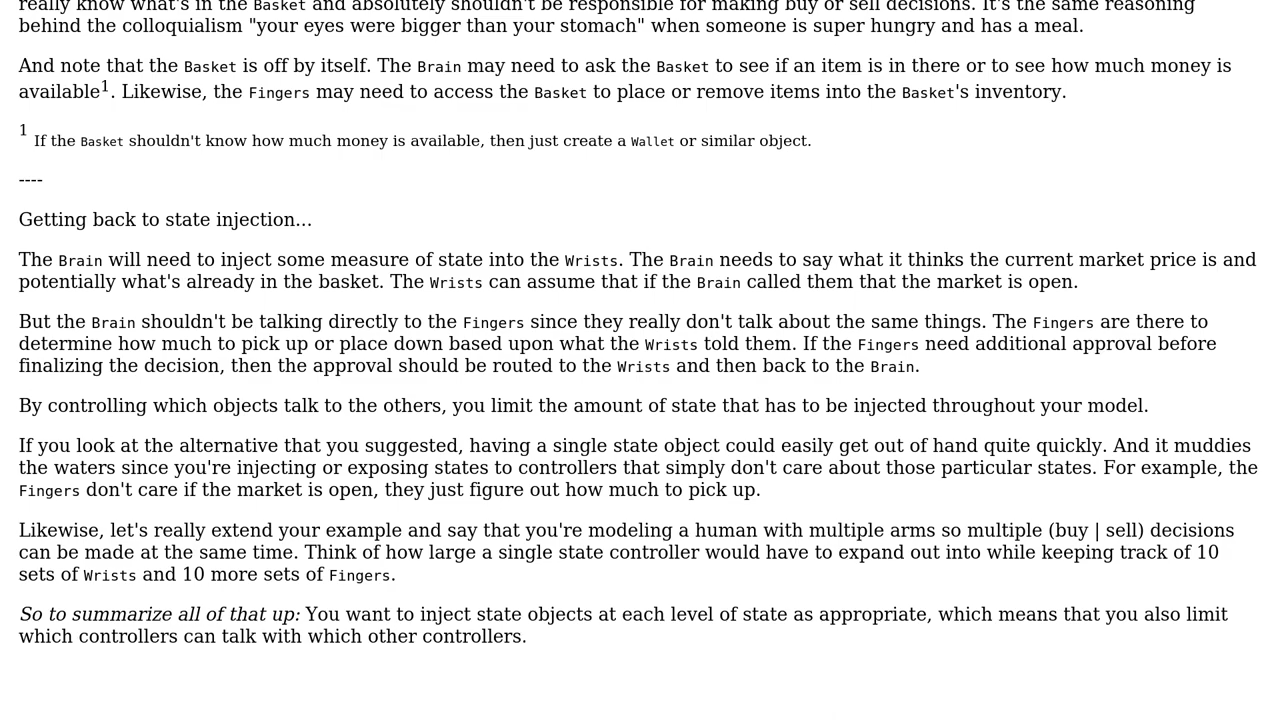 really know what's in the Basket and absolutely shouldn't be responsible for making buy or sell decisions. It's the same reasoning
behind the colloquialism "your eyes were bigger than your stomach" when someone is super hungry and has a meal.
And note that the Basket is off by itself. The Brain may need to ask the Basket to see if an item is in there or to see how much money is
available1. Likewise, the Fingers may need to access the Basket to place or remove items into the Basket's inventory.
1 If the Basket shouldn't know how much money is available, then just create a Wallet or similar object.
----
Getting back to state injection...
The Brain will need to inject some measure of state into the Wrists. The Brain needs to say what it thinks the current market price is and
potentially what's already in the basket. The Wrists can assume that if the Brain called them that the market is open.
But the Brain shouldn't be talking directly to the Fingers since they really don't talk about the same things. The Fingers are there to
determine how much to pick up or place down based upon what the Wrists told them. If the Fingers need additional approval before
finalizing the decision, then the approval should be routed to the Wrists and then back to the Brain.
By controlling which objects talk to the others, you limit the amount of state that has to be injected throughout your model.
If you look at the alternative that you suggested, having a single state object could easily get out of hand quite quickly. And it muddies
the waters since you're injecting or exposing states to controllers that simply don't care about those particular states. For example, the
Fingers don't care if the market is open, they just figure out how much to pick up.
Likewise, let's really extend your example and say that you're modeling a human with multiple arms so multiple (buy | sell) decisions
can be made at the same time. Think of how large a single state controller would have to expand out into while keeping track of 10
sets of Wrists and 10 more sets of Fingers.
So to summarize all of that up: You want to inject state objects at each level of state as appropriate, which means that you also limit
which controllers can talk with which other controllers.